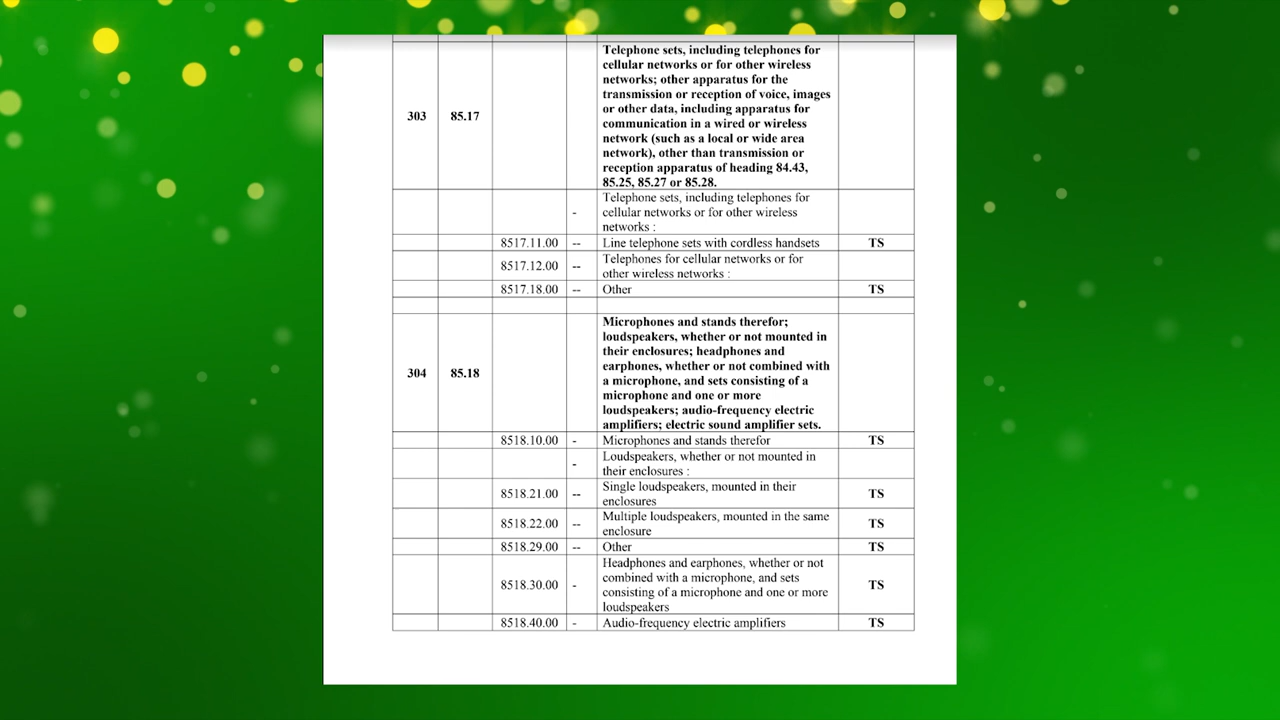 Telephone sets, including telephones for
cellular networks or for other wireless
networks; other apparatus for the
transmission or reception of voice, images
or other data, including apparatus for
303 85.17 communication in a wired or wireless
network (such as a local or wide area
network), other than transmission or
reception apparatus of heading 84.43,
85.25, 85.27 or 85.28.
Telephone sets, including telephones for
- cellular networks or for other wireless
networks :
8517.11.00 -- Line telephone sets with cordless handsets TS
8517.12.00 -- Telephones for cellular networks or for
other wireless networks :
8517.18.00 -- Other TS
Microphones and stands therefor;
loudspeakers, whether or not mounted in
their enclosures; headphones and
304 85.18 earphones, whether or not combined with
a microphone, and sets consisting of a
microphone and one or more
loudspeakers; audio-frequency electric
amplifiers; electric sound amplifier sets.
8518.10.00 - Microphones and stands therefor TS
- Loudspeakers, whether or not mounted in
their enclosures :
8518.21.00 -- Single loudspeakers, mounted in their TS
enclosures
8518.22.00 -- Multiple loudspeakers, mounted in the same TS
enclosure
8518.29.00 -- Other TS
Headphones and earphones, whether or not
8518.30.00 - combined with a microphone, and sets TS
consisting of a microphone and one or more
loudspeakers
8518.40.00 - Audio-frequency electric amplifiers TS